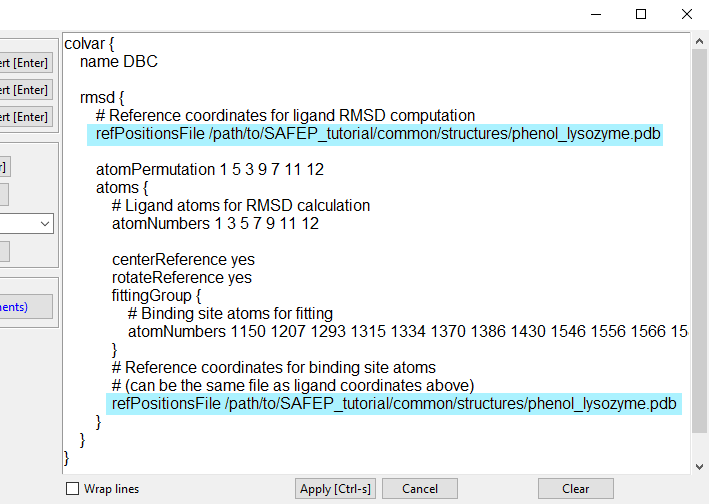 colvar {
name DBC
rt [Enter]
rt [Enter]
rmsd {
# Reference coordinates for ligand RMSD computation
rt [Enter]
refPositionsFile /path/to/SAFEP_tutorial/common/structures/phenol_lysozyme.pdb
r]
atomPermutation 1 5 3 9 7 11 12
atoms {
# Ligand atoms for RMSD calculation
atomNumbers 1 3 5 7 9 11 12
centerReference yes
rotateReference yes
fittingGroup {
nents)
# Binding site atoms for fitting
atomNumbers 1150 1207 1293 1315 1334 1370 1386 1430 1546 1556 1566 15
}
# Reference coordinates for binding site atoms
# (can be the same file as ligand coordinates above)
refPositionsFile /path/to/SAFEP_tutorial/common/structures/phenol_lysozyme.pdb
}
}
}
Wrap lines
Apply [Ctrl-s]
Cancel
Clear